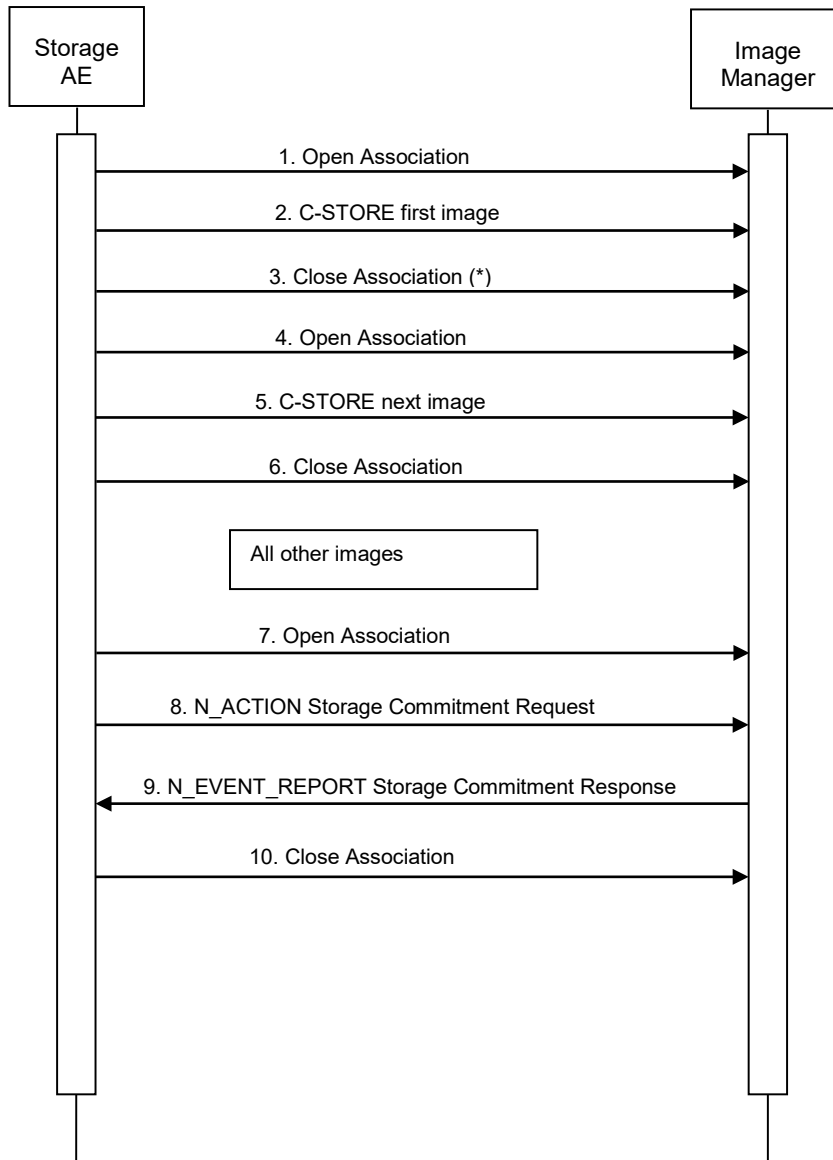 Storage
AE
Image
Manager
1. Open Association
2. C-STORE first image
3. Close Association (*)
4. Open Association
5. C-STORE next image
6. Close Association
All other images
7. Open Association
8. N_ACTION Storage Commitment Request
9. N_EVENT_REPORT Storage Commitment Response
10. Close Association